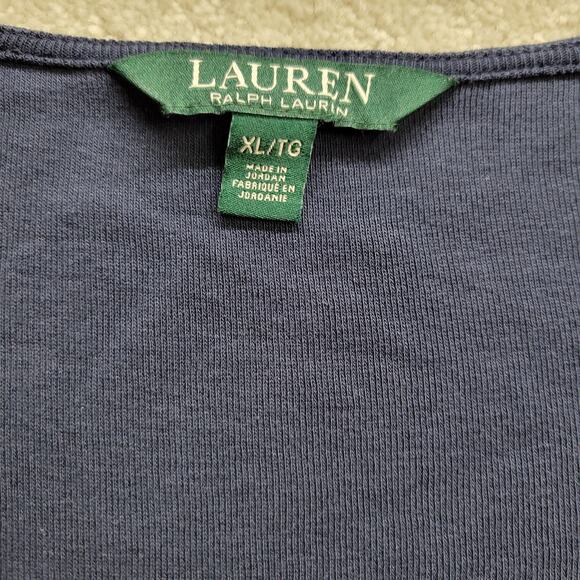 LAUREN
RALPH LAUREN
XL/TG
MADE IN
JORDAN
FABRIQUÉ EN
JORDANIE